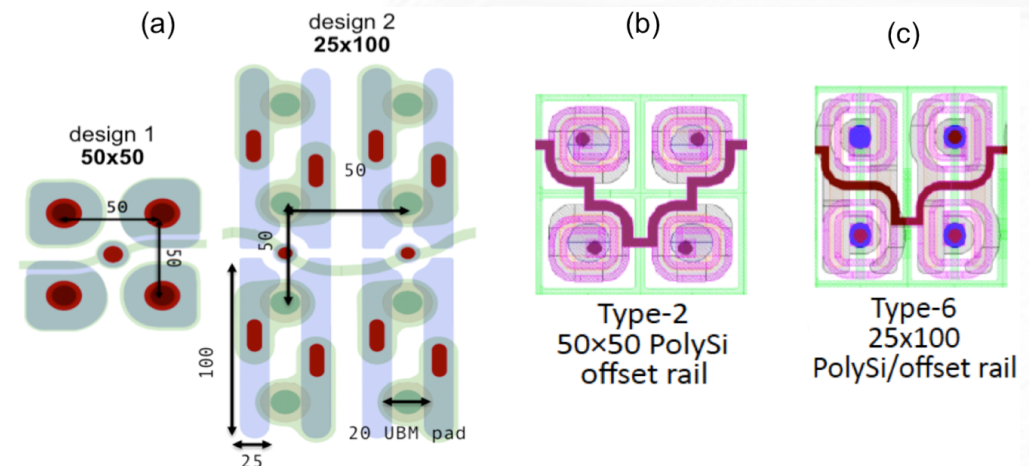 (a)
design 1
50x50
50
50
design 2
25x100
50
50
100
25
20 UBM pad
(b)
Type-2
50×50 PolySi
offset rail
(c)
Type-6
25x100
PolySi/offset rail